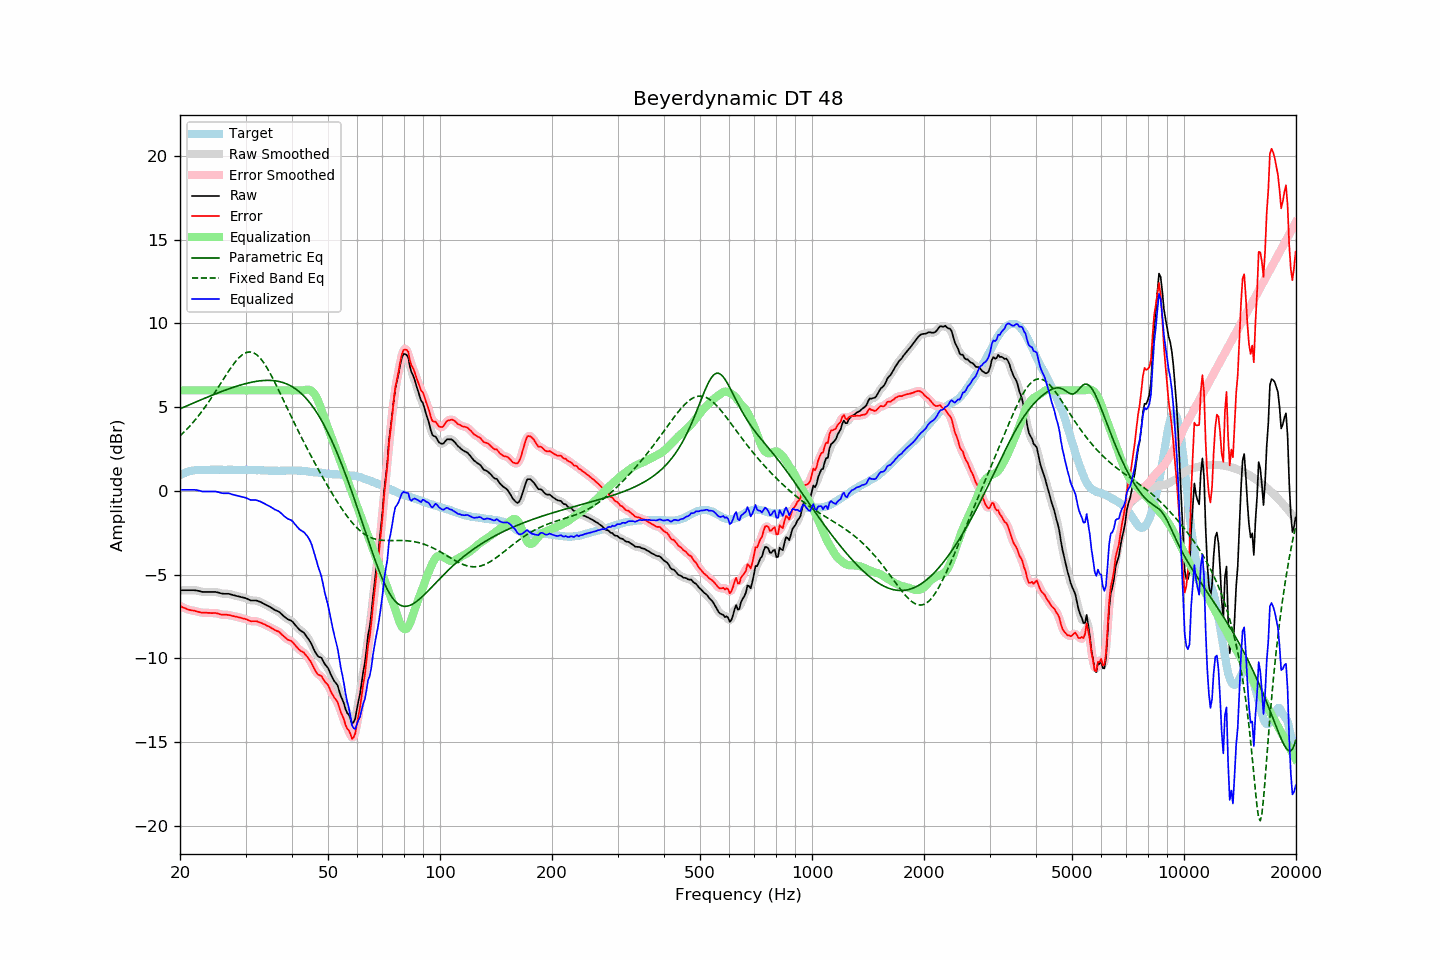 Beyerdynamic DT 48
Target
Raw Smoothed
Error Smoothed
Raw
Error
Equalization
Parametric Eq
Fixed Band Eq
Equalized
Amplitude (dBr)
20
15
10
5
0
−5
−10
−15
−20
20 50 100 200 500 1000 2000 5000 10000 20000
Frequency (Hz)